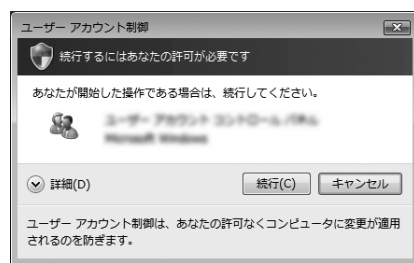 ユーザー アカウント制御
続行するにはあなたの許可が必要です
あなたが開始した操作である場合は、続行してください。
詳細(D)
続行(C)
キャンセル
ユーザー アカウント制御は、あなたの許可なくコンピュータに変更が適用
されるのを防ぎます。